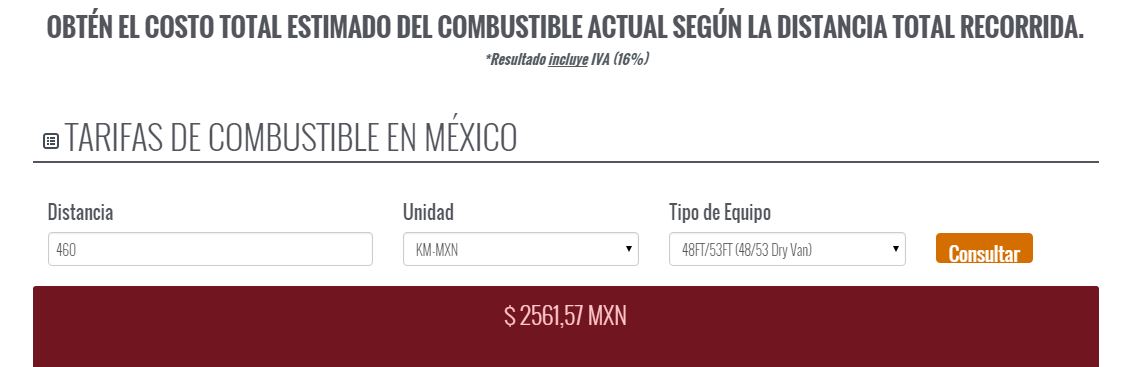 OBTÉN EL COSTO TOTAL ESTIMADO DEL COMBUSTIBLE ACTUAL SEGÚN LA DISTANCIA TOTAL RECORRIDA.
*Resultado incluye IVA (16%)
TARIFAS DE COMBUSTIBLE EN MÉXICO
Distancia Unidad Tipo de Equipo
460 KM-MXN 48FT/53FT (48/53 Dry Van) Consultar
$ 2561,57 MXN